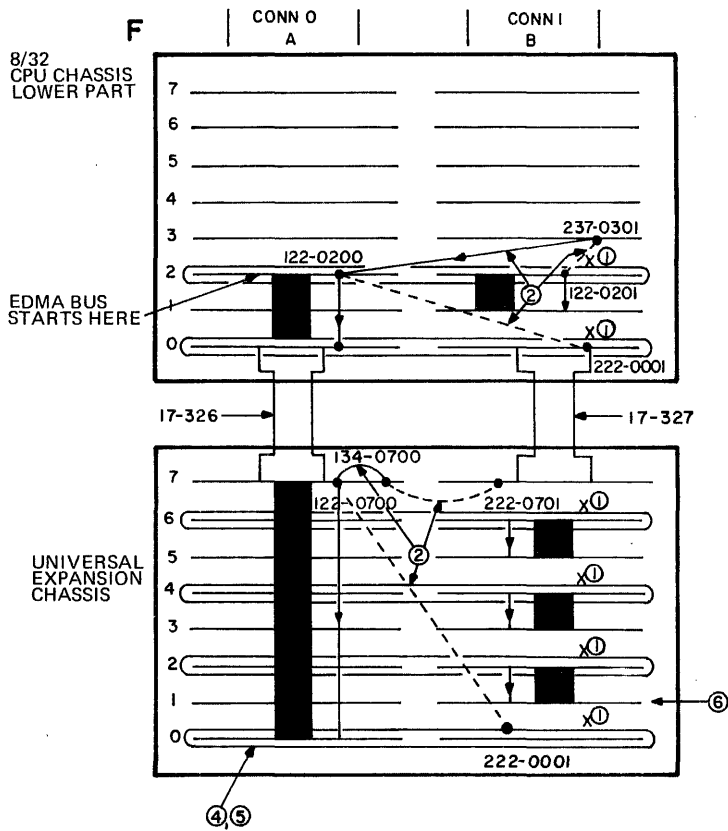 F
CONN 0
A
CONN 1
B
8/32
CPU CHASSIS
LOWER PART
7
6
5
4
3
237-0301
X①
122-0200
2
②
122-0201
EDMA BUS
STARTS HERE
1
X①
0
222-0001
17-326
17-327
134-0700
7
122-0700
222-0701
X①
6
②
UNIVERSAL
EXPANSION
CHASSIS
5
X①
4
3
X①
2
1
⑥
X①
0
222-0001
④,⑤